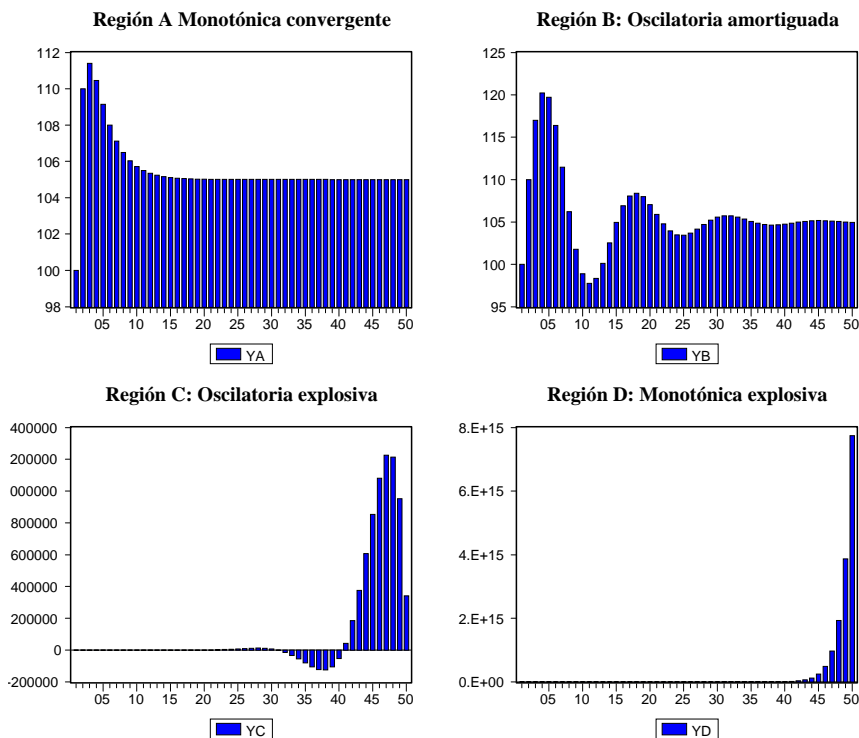 Región A Monotónica convergente
112
110
108
106
104
102
100
98
05 10 15 20 25 30 35 40 45 50
YA
Región B: Oscilatoria amortiguada
125
120
115
110
105
100
95
05 10 15 20 25 30 35 40 45 50
YB
Región C: Oscilatoria explosiva
400000
200000
000000
800000
600000
400000
200000
0
-200000
05 10 15 20 25 30 35 40 45 50
YC
Región D: Monotónica explosiva
8.E+15
6.E+15
4.E+15
2.E+15
0.E+00
05 10 15 20 25 30 35 40 45 50
YD